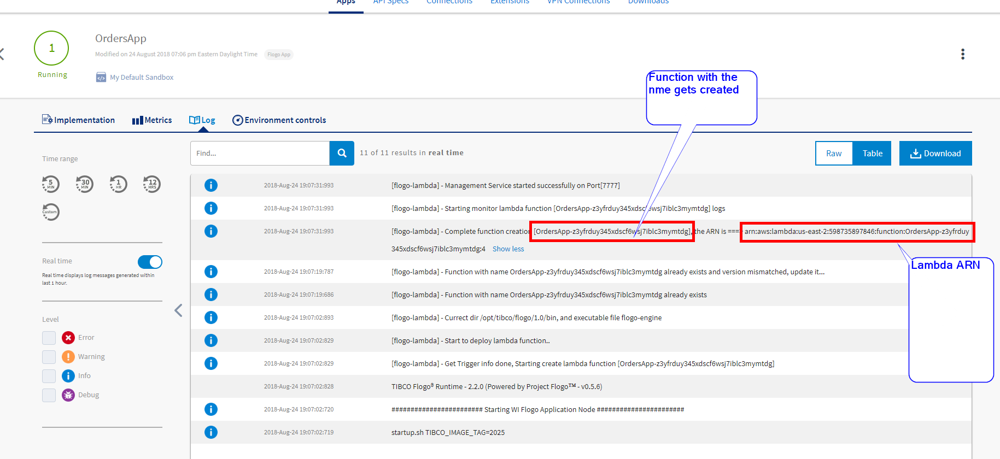 Apps API Specs Connections Extensions VPN Connections Downloads
1
Running
OrdersApp
Modified on 24 August 2018 07:06 pm Eastern Daylight Time Flogo App
My Default Sandbox
Function with the
nme gets created
Implementation Metrics Log Environment controls
Time range
5 MIN 30 MIN 1 HR 12 HRS
Custom
Real time
Real time displays log messages generated within
last 1 hour.
Level
Error
Warning
Info
Debug
Find... 11 of 11 results in real time Raw Table Download
2018-Aug-24 19:07:31:993 [flogo-lambda] - Management Service started successfully on Port[7777]
2018-Aug-24 19:07:31:993 [flogo-lambda] - Starting monitor lambda function [OrdersApp-z3yfrduy345xdscf6wsj7iblc3mymtdg] logs
2018-Aug-24 19:07:31:993 [flogo-lambda] - Complete function creation [OrdersApp-z3yfrduy345xdscf6wsj7iblc3mymtdg], the ARN is === arn:aws:lambda:us-east-2:598735897846:function:OrdersApp-z3yfrduy
345xdscf6wsj7iblc3mymtdg:4 Show less
Lambda ARN
2018-Aug-24 19:07:19:787 [flogo-lambda] - Function with name OrdersApp-z3yfrduy345xdscf6wsj7iblc3mymtdg already exists and version mismatched, update it...
2018-Aug-24 19:07:19:686 [flogo-lambda] - Function with name OrdersApp-z3yfrduy345xdscf6wsj7iblc3mymtdg already exists
2018-Aug-24 19:07:02:893 [flogo-lambda] - Currect dir /opt/tibco/flogo/1.0/bin, and executable file flogo-engine
2018-Aug-24 19:07:02:829 [flogo-lambda] - Start to deploy lambda function..
2018-Aug-24 19:07:02:829 [flogo-lambda] - Get Trigger info done, Starting create lambda function [OrdersApp-z3yfrduy345xdscf6wsj7iblc3mymtdg]
2018-Aug-24 19:07:02:828 TIBCO Flogo® Runtime - 2.2.0 (Powered by Project Flogo™ - v0.5.6)
2018-Aug-24 19:07:02:720 ######################## Starting WI Flogo Application Node #######################
2018-Aug-24 19:07:02:719 startup.sh TIBCO_IMAGE_TAG=2025